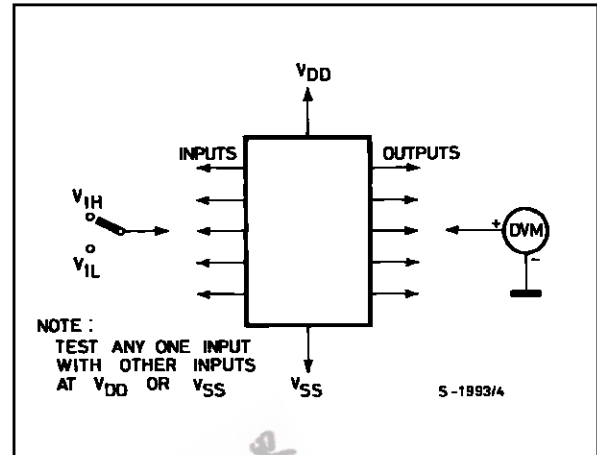 VDD
INPUTS
OUTPUTS
VIH
VIL
+
DVM
-
NOTE :
TEST ANY ONE INPUT
WITH OTHER INPUTS
AT VDD OR VSS
VSS
S-1993/4